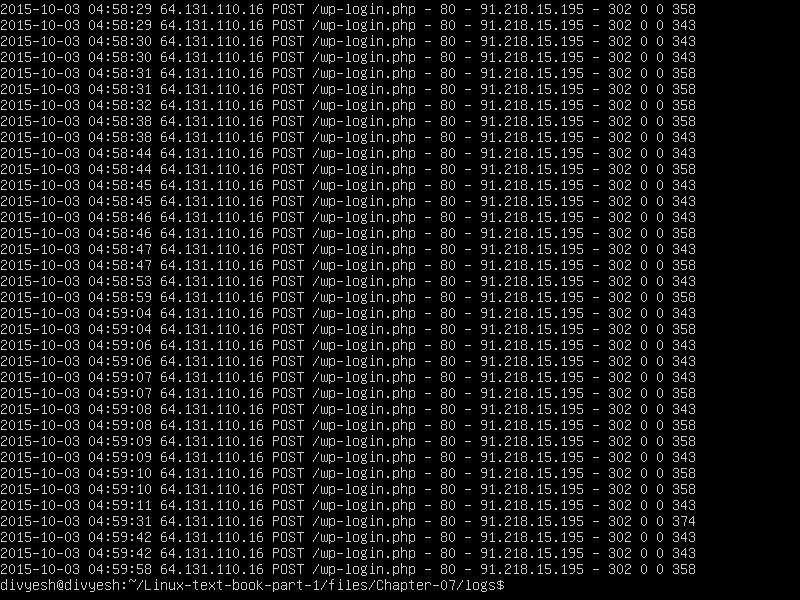 2015-10-03 04:58:29 64.131.110.16 POST /wp-login.php - 80 - 91.218.15.195 - 302 0 0 358
2015-10-03 04:58:29 64.131.110.16 POST /wp-login.php - 80 - 91.218.15.195 - 302 0 0 343
2015-10-03 04:58:30 64.131.110.16 POST /wp-login.php - 80 - 91.218.15.195 - 302 0 0 343
2015-10-03 04:58:30 64.131.110.16 POST /wp-login.php - 80 - 91.218.15.195 - 302 0 0 343
2015-10-03 04:58:31 64.131.110.16 POST /wp-login.php - 80 - 91.218.15.195 - 302 0 0 358
2015-10-03 04:58:31 64.131.110.16 POST /wp-login.php - 80 - 91.218.15.195 - 302 0 0 358
2015-10-03 04:58:32 64.131.110.16 POST /wp-login.php - 80 - 91.218.15.195 - 302 0 0 358
2015-10-03 04:58:38 64.131.110.16 POST /wp-login.php - 80 - 91.218.15.195 - 302 0 0 358
2015-10-03 04:58:38 64.131.110.16 POST /wp-login.php - 80 - 91.218.15.195 - 302 0 0 343
2015-10-03 04:58:44 64.131.110.16 POST /wp-login.php - 80 - 91.218.15.195 - 302 0 0 343
2015-10-03 04:58:44 64.131.110.16 POST /wp-login.php - 80 - 91.218.15.195 - 302 0 0 358
2015-10-03 04:58:45 64.131.110.16 POST /wp-login.php - 80 - 91.218.15.195 - 302 0 0 343
2015-10-03 04:58:45 64.131.110.16 POST /wp-login.php - 80 - 91.218.15.195 - 302 0 0 358
2015-10-03 04:58:46 64.131.110.16 POST /wp-login.php - 80 - 91.218.15.195 - 302 0 0 343
2015-10-03 04:58:46 64.131.110.16 POST /wp-login.php - 80 - 91.218.15.195 - 302 0 0 358
2015-10-03 04:58:47 64.131.110.16 POST /wp-login.php - 80 - 91.218.15.195 - 302 0 0 343
2015-10-03 04:58:47 64.131.110.16 POST /wp-login.php - 80 - 91.218.15.195 - 302 0 0 358
2015-10-03 04:58:53 64.131.110.16 POST /wp-login.php - 80 - 91.218.15.195 - 302 0 0 343
2015-10-03 04:58:59 64.131.110.16 POST /wp-login.php - 80 - 91.218.15.195 - 302 0 0 358
2015-10-03 04:59:04 64.131.110.16 POST /wp-login.php - 80 - 91.218.15.195 - 302 0 0 343
2015-10-03 04:59:04 64.131.110.16 POST /wp-login.php - 80 - 91.218.15.195 - 302 0 0 358
2015-10-03 04:59:06 64.131.110.16 POST /wp-login.php - 80 - 91.218.15.195 - 302 0 0 343
2015-10-03 04:59:06 64.131.110.16 POST /wp-login.php - 80 - 91.218.15.195 - 302 0 0 343
2015-10-03 04:59:07 64.131.110.16 POST /wp-login.php - 80 - 91.218.15.195 - 302 0 0 343
2015-10-03 04:59:07 64.131.110.16 POST /wp-login.php - 80 - 91.218.15.195 - 302 0 0 358
2015-10-03 04:59:08 64.131.110.16 POST /wp-login.php - 80 - 91.218.15.195 - 302 0 0 343
2015-10-03 04:59:08 64.131.110.16 POST /wp-login.php - 80 - 91.218.15.195 - 302 0 0 358
2015-10-03 04:59:09 64.131.110.16 POST /wp-login.php - 80 - 91.218.15.195 - 302 0 0 358
2015-10-03 04:59:09 64.131.110.16 POST /wp-login.php - 80 - 91.218.15.195 - 302 0 0 343
2015-10-03 04:59:10 64.131.110.16 POST /wp-login.php - 80 - 91.218.15.195 - 302 0 0 358
2015-10-03 04:59:10 64.131.110.16 POST /wp-login.php - 80 - 91.218.15.195 - 302 0 0 358
2015-10-03 04:59:11 64.131.110.16 POST /wp-login.php - 80 - 91.218.15.195 - 302 0 0 343
2015-10-03 04:59:31 64.131.110.16 POST /wp-login.php - 80 - 91.218.15.195 - 302 0 0 374
2015-10-03 04:59:42 64.131.110.16 POST /wp-login.php - 80 - 91.218.15.195 - 302 0 0 343
2015-10-03 04:59:42 64.131.110.16 POST /wp-login.php - 80 - 91.218.15.195 - 302 0 0 343
2015-10-03 04:59:58 64.131.110.16 POST /wp-login.php - 80 - 91.218.15.195 - 302 0 0 358
divyesh@divyesh:~/Linux-text-book-part-1/files/Chapter-07/logs$